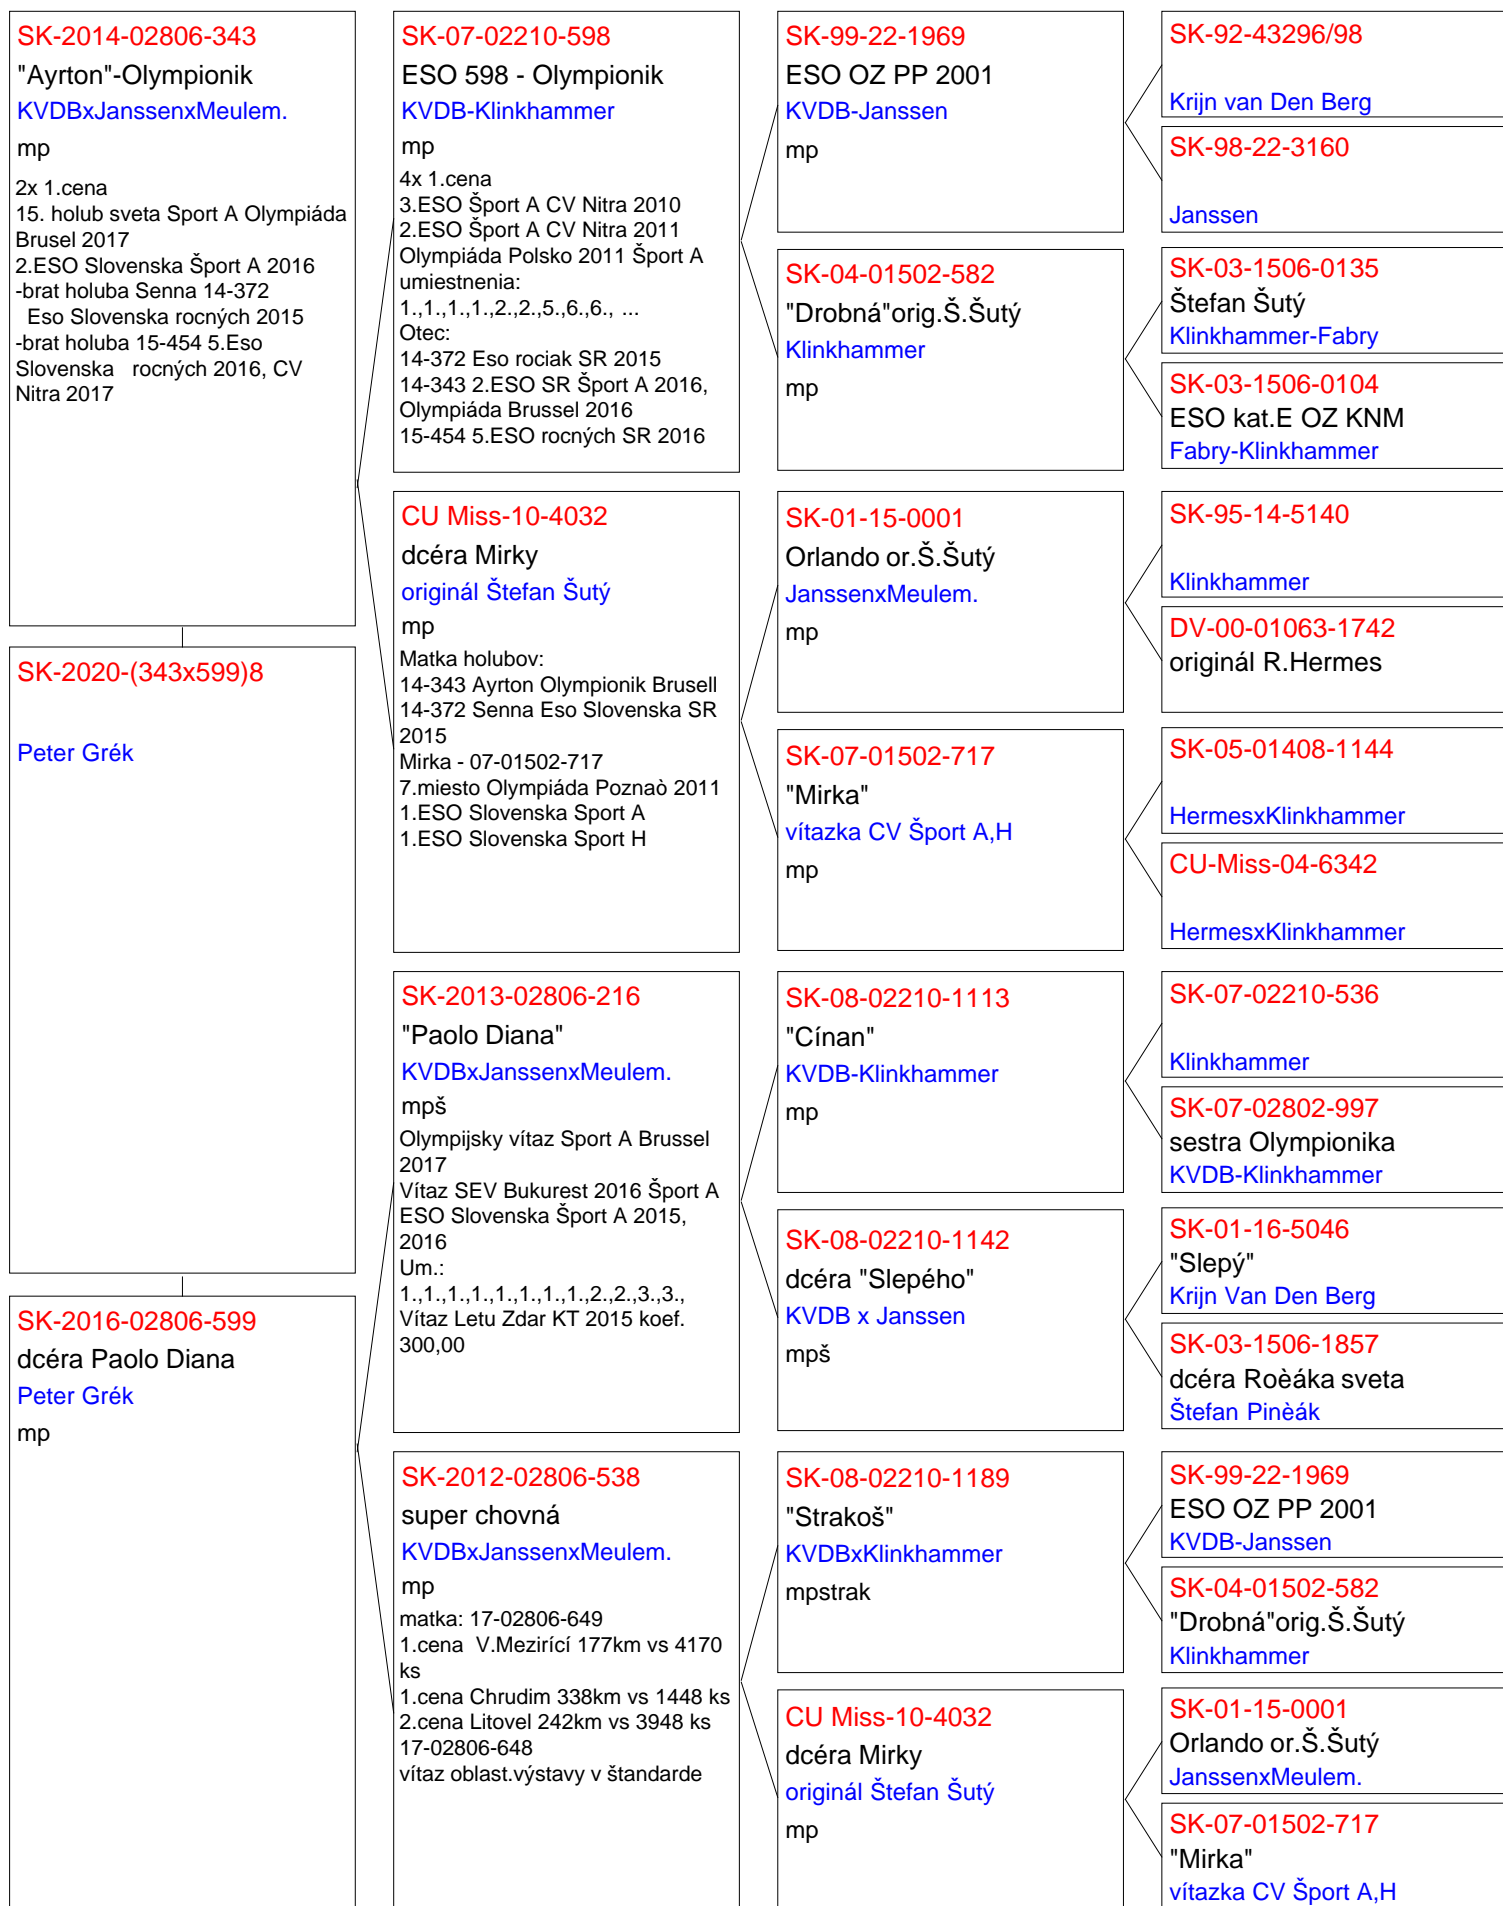 SK-2014-02806-343
"Ayrton"-Olympionik
KVDBxJanssenxMeulem.
mp
2x 1.cena
15. holub sveta Sport A Olympiáda
Brusel 2017
2.ESO Slovenska Šport A 2016
-brat holuba Senna 14-372
Eso Slovenska rocných 2015
-brat holuba 15-454 5.Eso
Slovenska rocných 2016, CV
Nitra 2017
SK-2020-(343x599)8
Peter Grék
SK-2016-02806-599
dcéra Paolo Diana
Peter Grék
mp
SK-07-02210-598
ESO 598 - Olympionik
KVDB-Klinkhammer
mp
4x 1.cena
3.ESO Šport A CV Nitra 2010
2.ESO Šport A CV Nitra 2011
Olympiáda Polsko 2011 Šport A
umiestnenia:
1.,1.,1.,1.,2.,2.,5.,6.,6., ...
Otec:
14-372 Eso rociak SR 2015
14-343 2.ESO SR Šport A 2016,
Olympiáda Brussel 2016
15-454 5.ESO rocných SR 2016
CU Miss-10-4032
dcéra Mirky
originál Štefan Šutý
mp
Matka holubov:
14-343 Ayrton Olympionik Brusell
14-372 Senna Eso Slovenska SR
2015
Mirka - 07-01502-717
7.miesto Olympiáda Poznaò 2011
1.ESO Slovenska Sport A
1.ESO Slovenska Sport H
SK-2013-02806-216
"Paolo Diana"
KVDBxJanssenxMeulem.
mpš
Olympijsky vítaz Sport A Brussel
2017
Vítaz SEV Bukurest 2016 Šport A
ESO Slovenska Šport A 2015,
2016
Um.:
1.,1.,1.,1.,1.,1.,1.,1.,2.,2.,3.,3.,
Vítaz Letu Zdar KT 2015 koef.
300,00
SK-2012-02806-538
super chovná
KVDBxJanssenxMeulem.
mp
matka: 17-02806-649
1.cena V.Mezirící 177km vs 4170
ks
1.cena Chrudim 338km vs 1448 ks
2.cena Litovel 242km vs 3948 ks
17-02806-648
vítaz oblast.výstavy v štandarde
SK-99-22-1969
ESO OZ PP 2001
KVDB-Janssen
mp
SK-04-01502-582
"Drobná"orig.Š.Šutý
Klinkhammer
mp
SK-01-15-0001
Orlando or.Š.Šutý
JanssenxMeulem.
mp
SK-07-01502-717
"Mirka"
vítazka CV Šport A,H
mp
SK-08-02210-1113
"Cínan"
KVDB-Klinkhammer
mp
SK-08-02210-1142
dcéra "Slepého"
KVDB x Janssen
mpš
SK-08-02210-1189
"Strakoš"
KVDBxKlinkhammer
mpstrak
CU Miss-10-4032
dcéra Mirky
originál Štefan Šutý
mp
SK-92-43296/98
Krijn van Den Berg
SK-98-22-3160
Janssen
SK-03-1506-0135
Štefan Šutý
Klinkhammer-Fabry
SK-03-1506-0104
ESO kat.E OZ KNM
Fabry-Klinkhammer
SK-95-14-5140
Klinkhammer
DV-00-01063-1742
originál R.Hermes
SK-05-01408-1144
HermesxKlinkhammer
CU-Miss-04-6342
HermesxKlinkhammer
SK-07-02210-536
Klinkhammer
SK-07-02802-997
sestra Olympionika
KVDB-Klinkhammer
SK-01-16-5046
"Slepý"
Krijn Van Den Berg
SK-03-1506-1857
dcéra Roèáka sveta
Štefan Pinèák
SK-99-22-1969
ESO OZ PP 2001
KVDB-Janssen
SK-04-01502-582
"Drobná"orig.Š.Šutý
Klinkhammer
SK-01-15-0001
Orlando or.Š.Šutý
JanssenxMeulem.
SK-07-01502-717
"Mirka"
vítazka CV Šport A,H